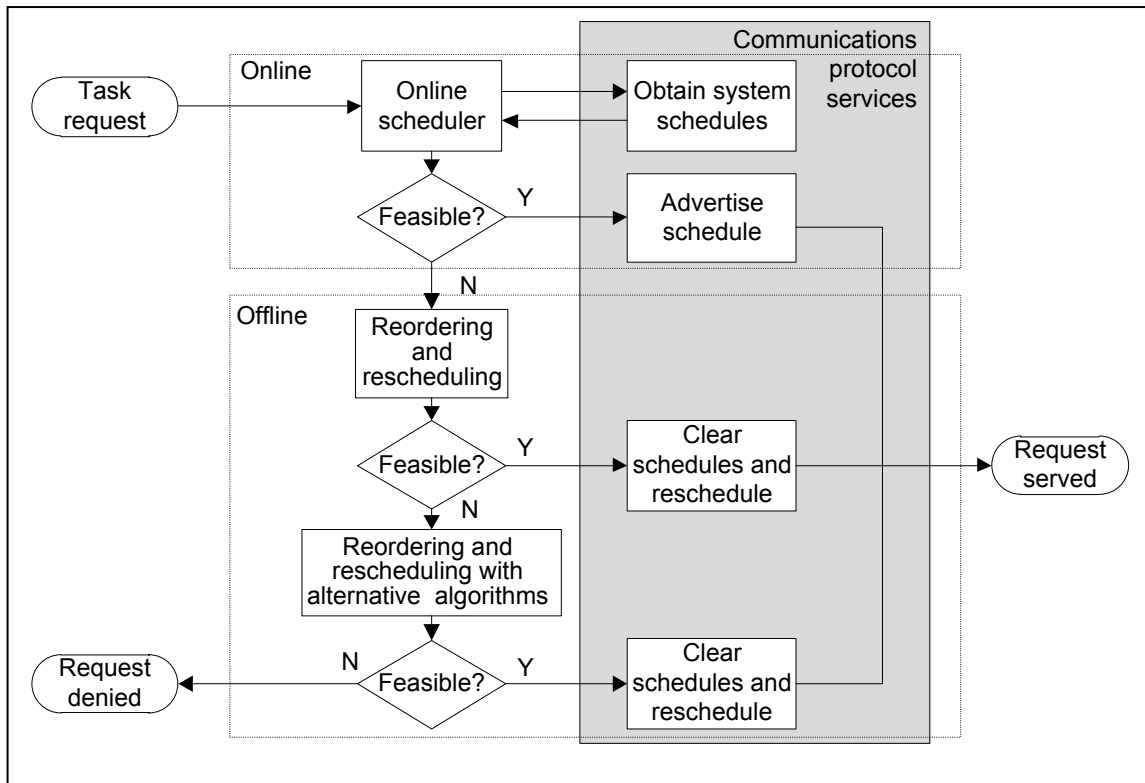 Communications
protocol
services
Online
Task
request
Online
scheduler
Obtain system
schedules
Feasible?
Y
Advertise
schedule
N
Offline
Reordering
and
rescheduling
Feasible?
Y
Clear
schedules and
reschedule
Request
served
N
Reordering and
rescheduling with
alternative algorithms
Request
denied
N
Feasible?
Y
Clear
schedules and
reschedule